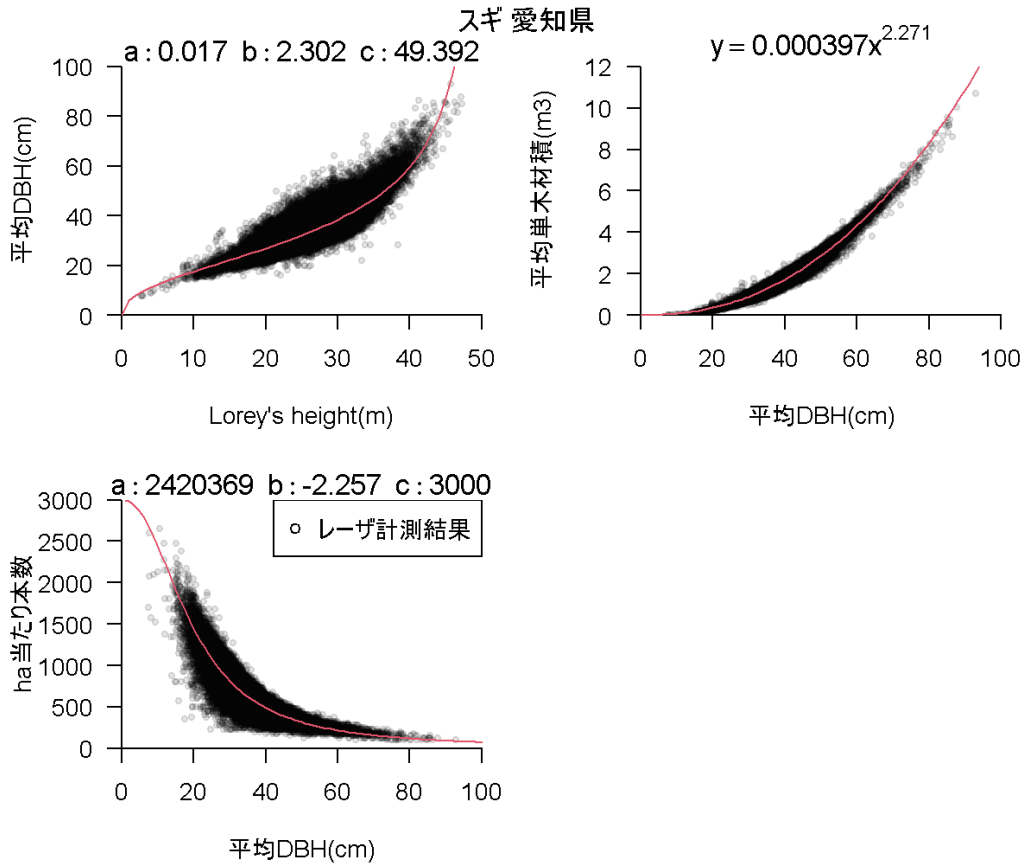 スギ 愛知県
a : 0.017 b : 2.302 c : 49.392
100
80
60
40
20
0
平均DBH(cm)
0 10 20 30 40 50
Lorey's height(m)
y = 0.000397x^2.271
12
10
8
6
4
2
0
平均単木材積(m3)
0 20 40 60 80 100
平均DBH(cm)
a : 2420369 b : -2.257 c : 3000
レーザ計測結果
3000
2500
2000
1500
1000
500
0
ha当たり本数
0 20 40 60 80 100
平均DBH(cm)